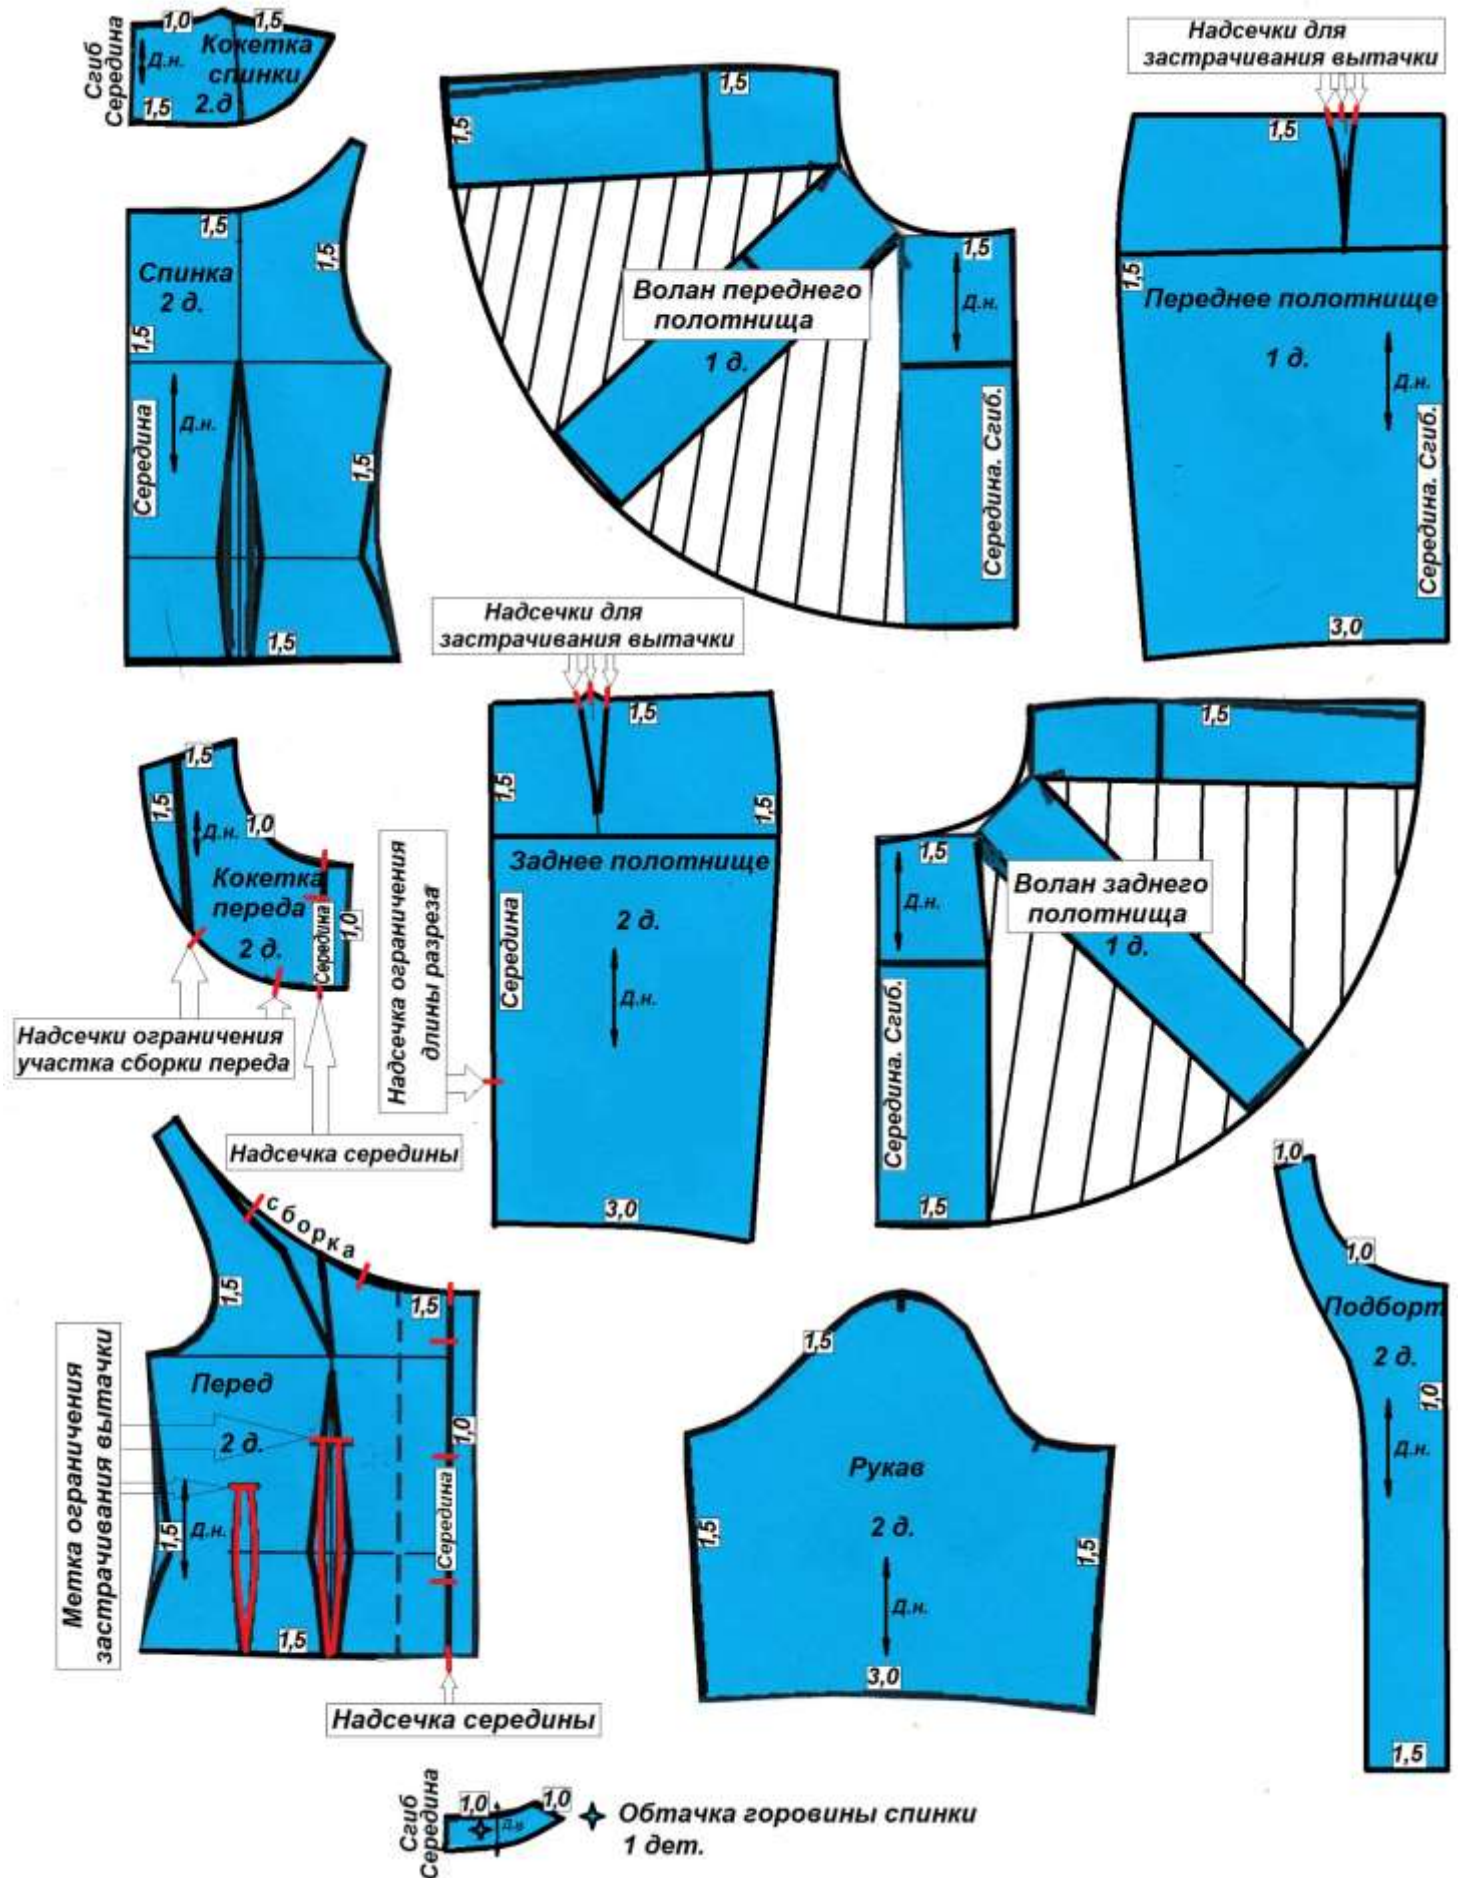 Сгиб
Середина
1,0
1,5
Д.н.
Кокетка
спинки
2.д
1,5
1,5
1,5
Надсечки для
застрачивания вытачки
1,5
1,5
1,5
Спинка
2 д.
1,5
Д.н.
Середина
1,5
1,5
Волан переднего
полотнища
1 д.
1,5
Д.н.
Середина. Сгиб.
1,5
Переднее полотнище
1 д.
Д.н.
Середина. Сгиб.
3,0
Надсечки для
застрачивания вытачки
1,5
1,5
1,5
Заднее полотнище
2 д.
Середина
Д.н.
3,0
Надсечка ограничения
длины разреза
1,5
1,5
Д.н.
1,0
Кокетка
переда
2 д.
Середина
1,0
Надсечки ограничения
участка сборки переда
Надсечка середины
1,5
1,5
Д.н.
Волан заднего
полотнища
1 д.
Середина. Сгиб.
1,5
сборка
1,5
1,5
Перед
2 д.
1,0
Середина
1,5
Д.н.
1,5
Метка ограничения
застрачивания вытачки
Надсечка середины
1,5
Рукав
2 д.
1,5
1,5
Д.н.
3,0
1,0
1,0
Подборт
2 д.
1,0
Д.н.
1,5
Сгиб
Середина
1,0
1,0
Обтачка горовины спинки
1 дет.